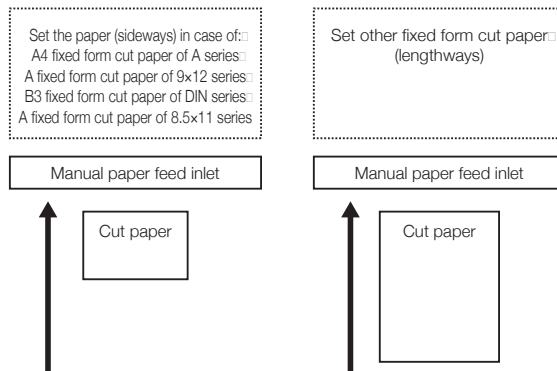 Set the paper (sideways) in case of:
A4 fixed form cut paper of A series
A fixed form cut paper of 9×12 series
B3 fixed form cut paper of DIN series
A fixed form cut paper of 8.5×11 series
Manual paper feed inlet
Cut paper
Set other fixed form cut paper
(lengthways)
Manual paper feed inlet
Cut paper